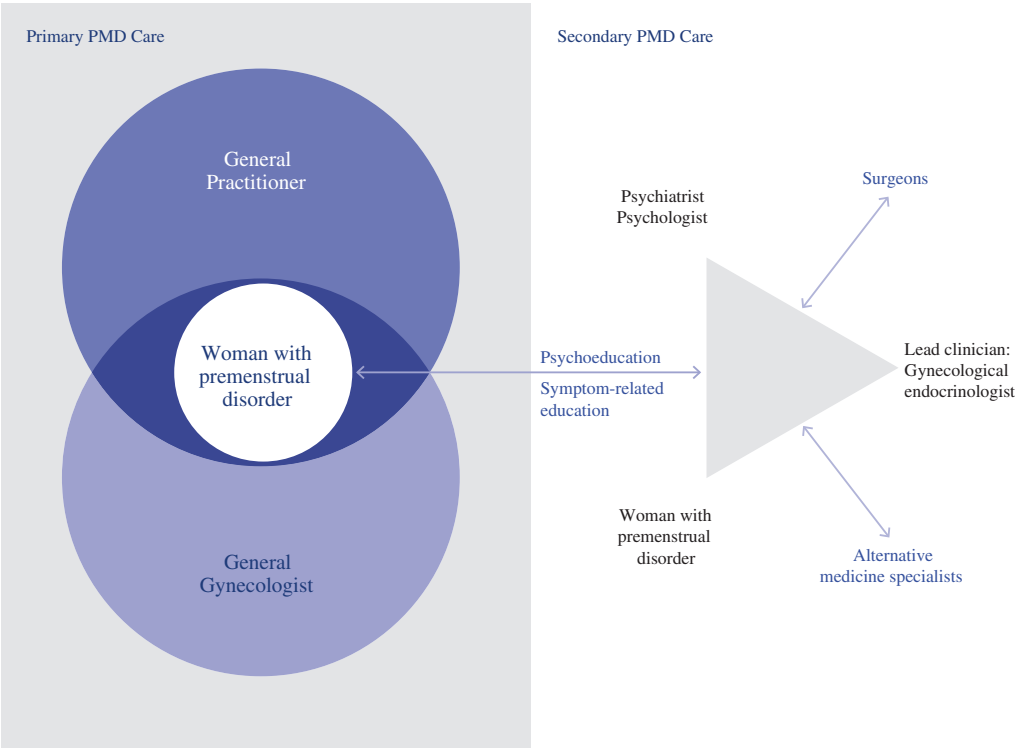 Primary PMD Care
General
Practitioner
Woman with
premenstrual
disorder
General
Gynecologist
Psychoeducation
Symptom-related
education
Secondary PMD Care
Psychiatrist
Psychologist
Surgeons
Lead clinician:
Gynecological
endocrinologist
Woman with
premenstrual
disorder
Alternative
medicine specialists